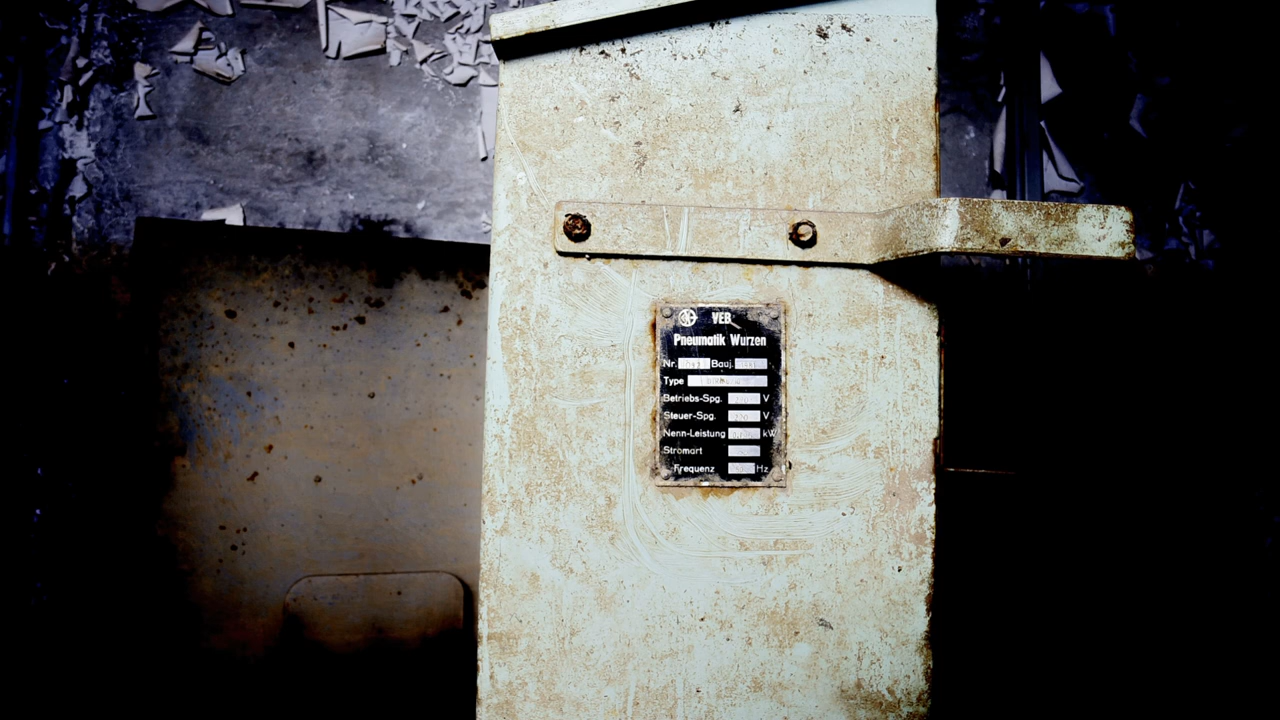 VEB
Pneumatik Wurzen
Nr. Bauj.
Type
Betriebs-Spg. V
Steuer-Spg. V
Nenn-Leistung kW
Stromart
Frequenz Hz